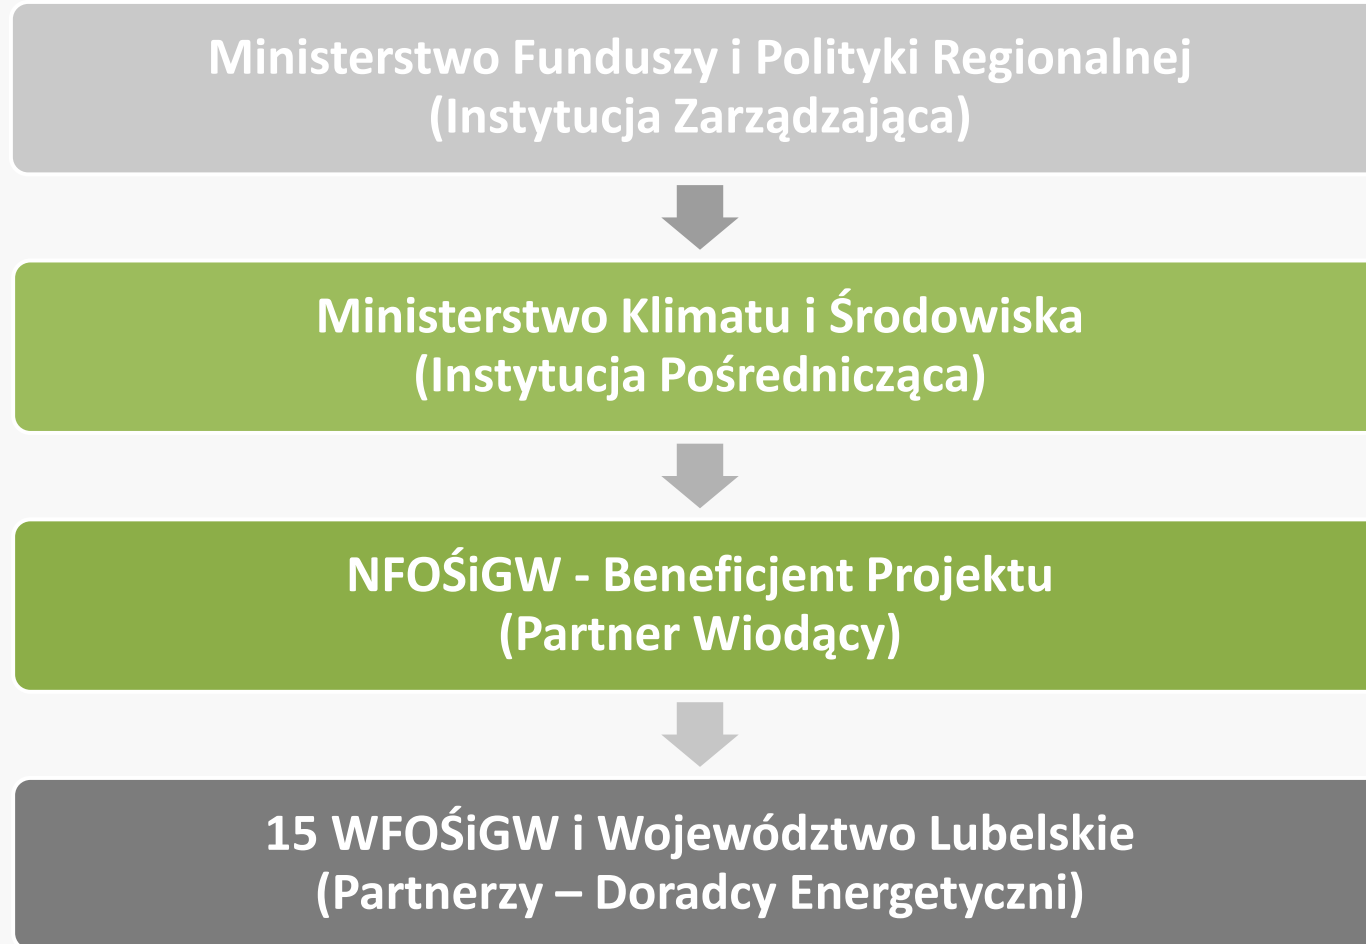 Ministerstwo Funduszy i Polityki Regionalnej
(Instytucja Zarządzająca)
Ministerstwo Klimatu i Środowiska
(Instytucja Pośrednicząca)
NFOŚiGW - Beneficjent Projektu
(Partner Wiodący)
15 WFOŚiGW i Województwo Lubelskie
(Partnerzy – Doradcy Energetyczni)